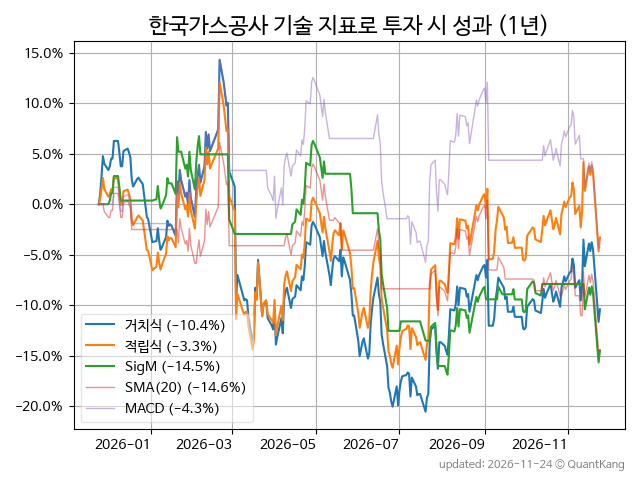 한국가스공사 기술 지표로 투자 시 성과 (1년)
15.0%
10.0%
5.0%
0.0%
−5.0%
−10.0%
−15.0%
−20.0%
거치식 (−10.4%)
적립식 (−3.3%)
SigM (−14.5%)
SMA(20) (−14.6%)
MACD (−4.3%)
2026−01 2026−03 2026−05 2026−07 2026−09 2026−11
updated: 2026-11-24 © QuantKang